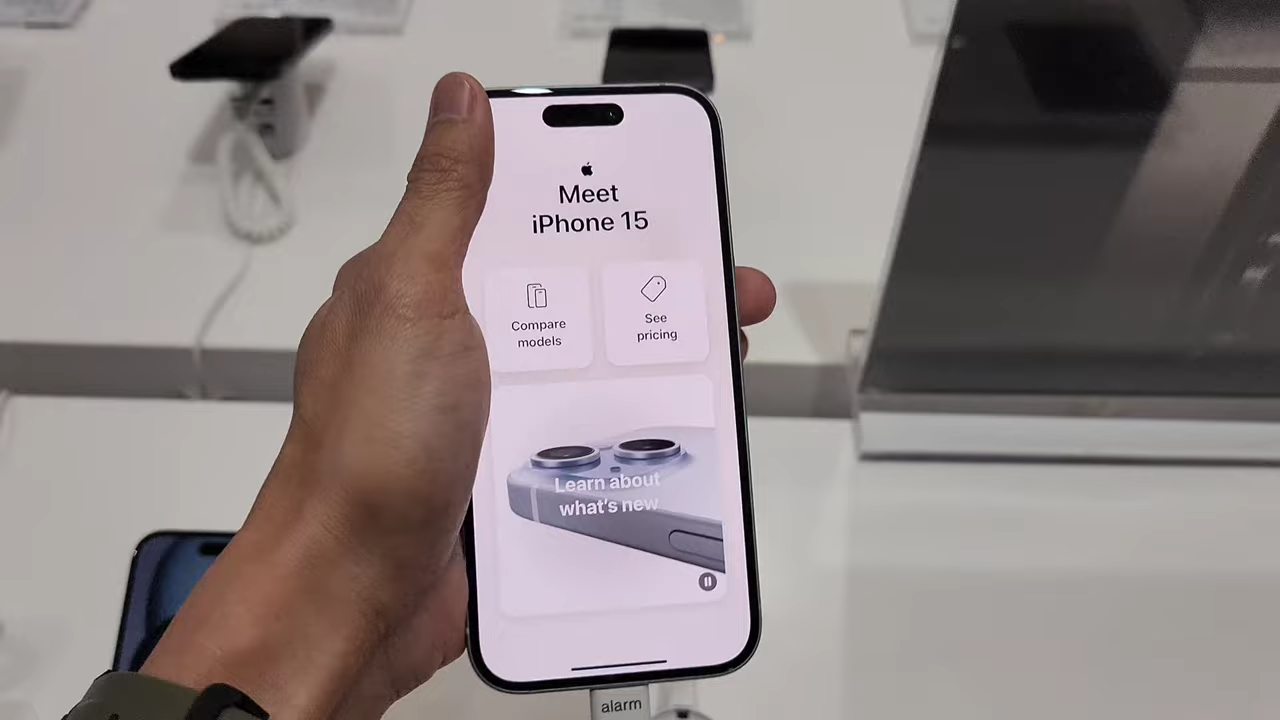 Meet
iPhone 15
Compare
models
See
pricing
Learn about
what's new
alarm